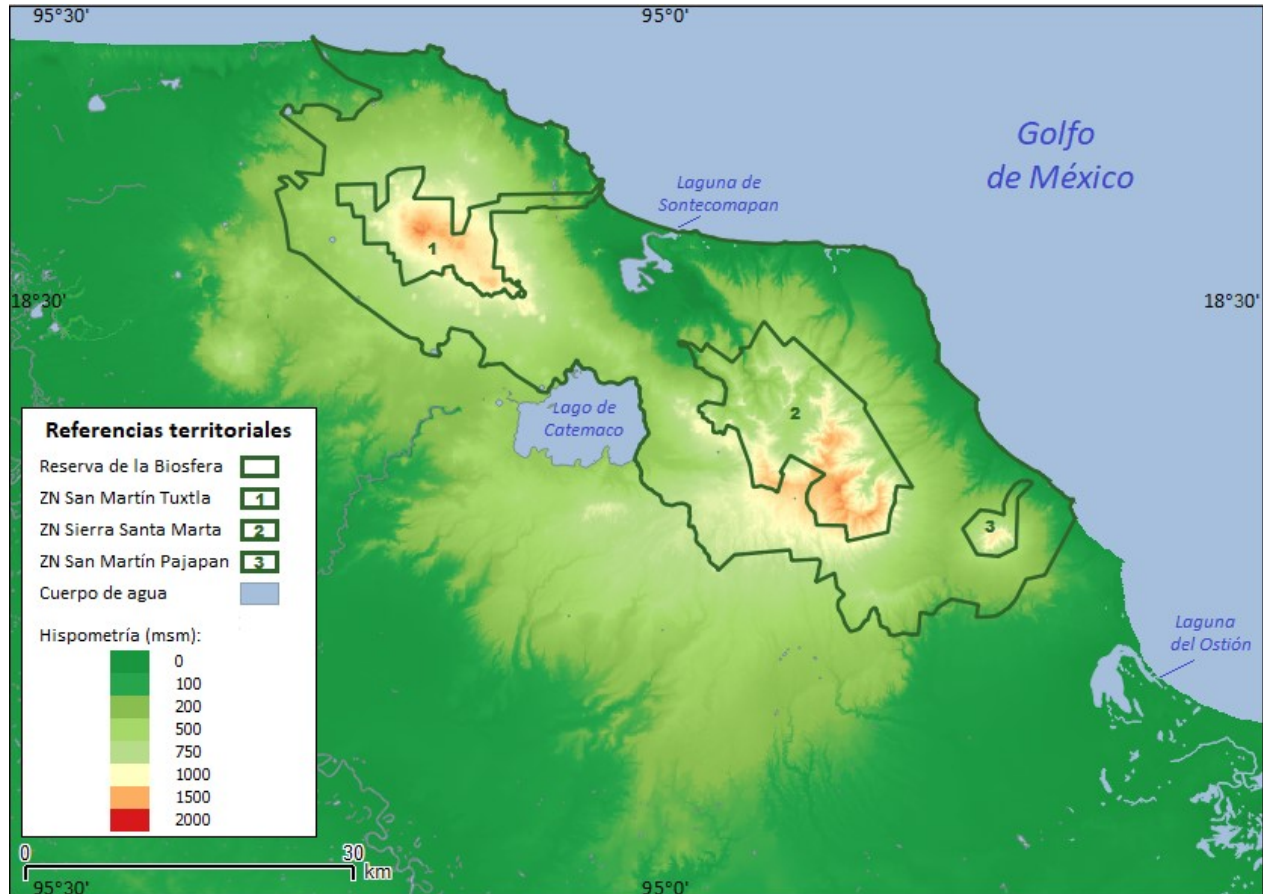 95°30'
95°0'
Golfo
de México
Laguna de
Sontecomapan
1
18°30'
18°30'
2
Lago de
Catemaco
3
Referencias territoriales
Reserva de la Biosfera
ZN San Martín Tuxtla 1
ZN Sierra Santa Marta 2
ZN San Martín Pajapan 3
Cuerpo de agua
Hispometría (msm):
0
100
200
500
750
1000
1500
2000
Laguna
del Ostión
0 30
km
95°30'
95°0'